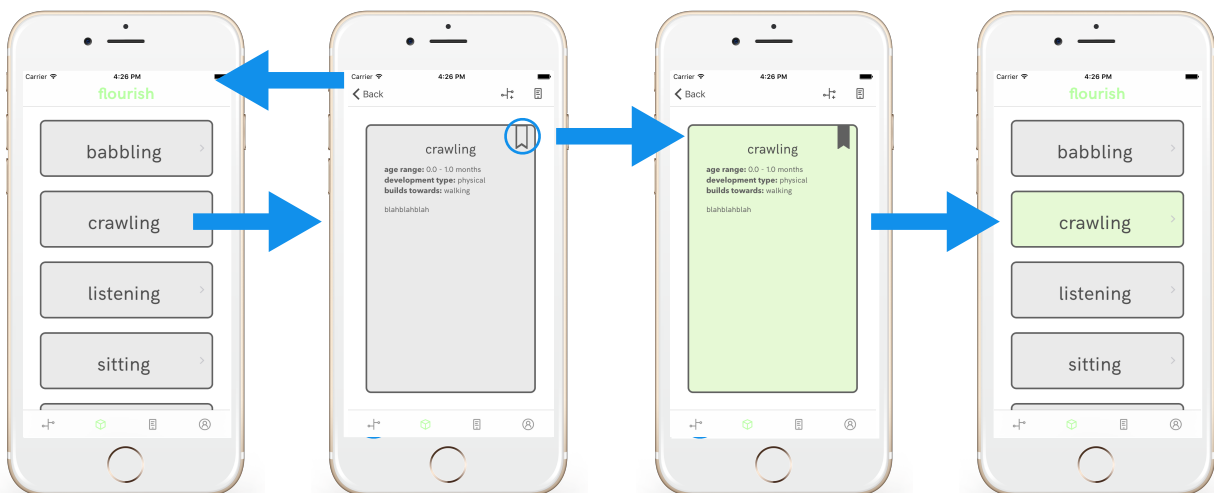 Carrier 4:26 PM
flourish
babbling
crawling
listening
sitting
Carrier 4:26 PM
Back
crawling
age range: 0.0 - 1.0 months
development type: physical
builds towards: walking
blahblahblah
Carrier 4:26 PM
Back
crawling
age range: 0.0 - 1.0 months
development type: physical
builds towards: walking
blahblahblah
Carrier 4:26 PM
flourish
babbling
crawling
listening
sitting